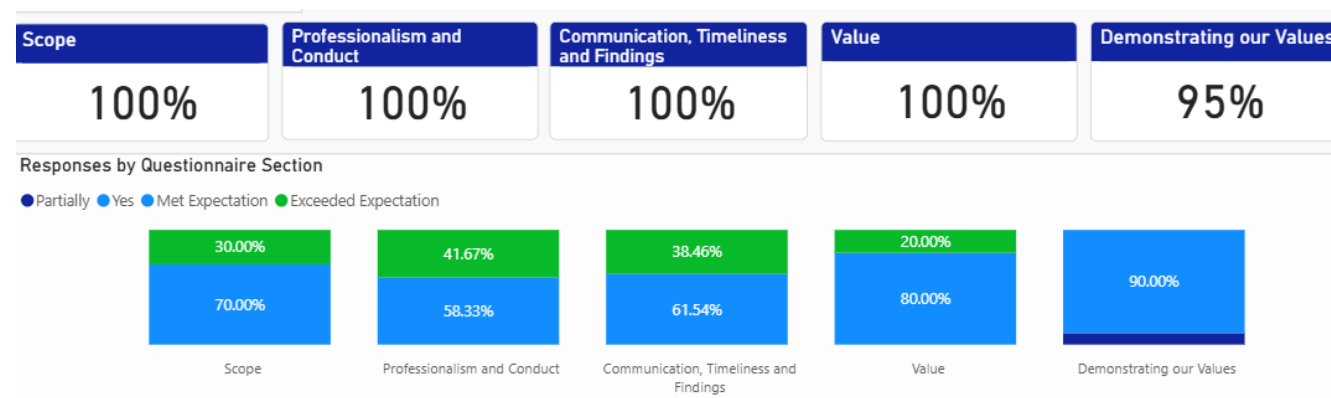 Scope
Professionalism and
Conduct
Communication, Timeliness
and Findings
Value
Demonstrating our Values
100%
100%
100%
100%
95%
Responses by Questionnaire Section
Partially Yes Met Expectation Exceeded Expectation
30.00%
41.67%
38.46%
20.00%
90.00%
70.00%
58.33%
61.54%
80.00%
Scope
Professionalism and Conduct
Communication, Timeliness and
Findings
Value
Demonstrating our Values